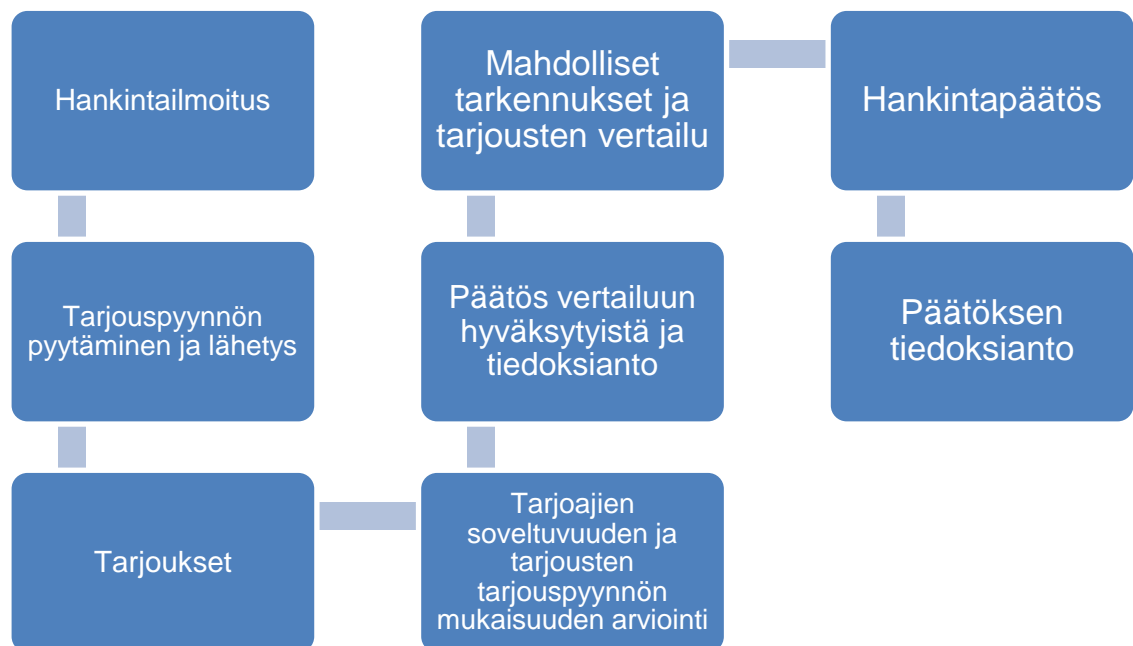 Hankintailmoitus
Tarjouspyynnön
pyytäminen ja lähetys
Tarjoukset
Tarjoajien
soveltuvuuden ja
tarjousten
tarjouspyynnön
mukaisuuden arviointi
Päätös vertailuun
hyväksytyistä ja
tiedoksianto
Mahdolliset
tarkennukset ja
tarjousten vertailu
Hankintapäätös
Päätöksen
tiedoksianto